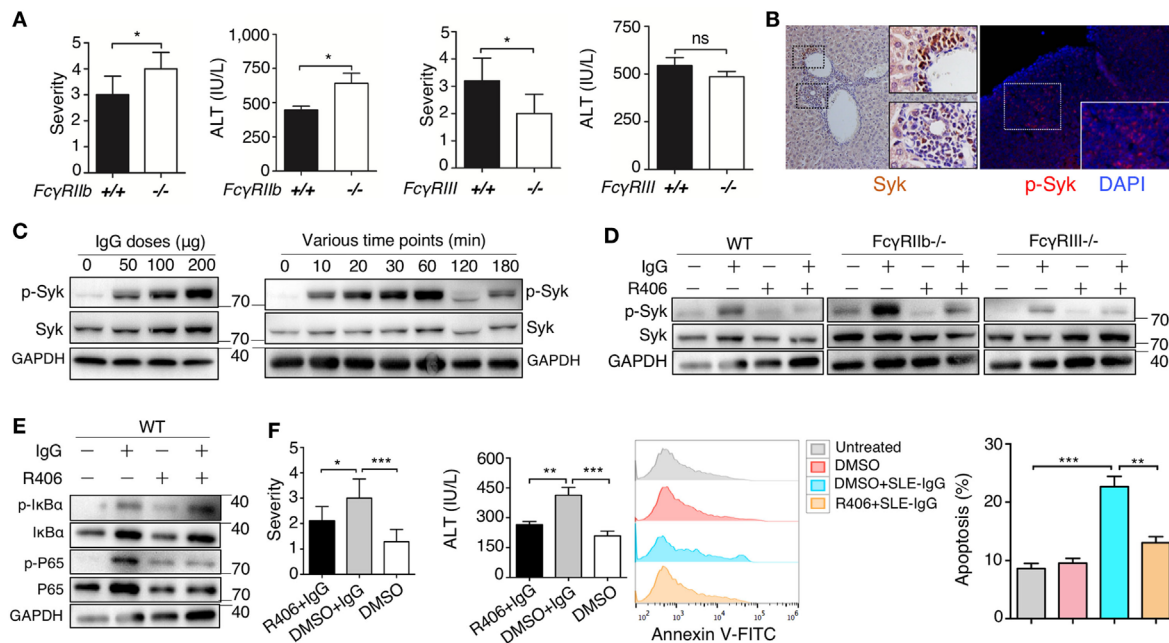 A
Severity
5
4
3
2
1
0
*
FcγRIIb +/+ -/-
ALT (IU/L)
1,000
750
500
250
0
*
FcγRIIb +/+ -/-
Severity
5
4
3
2
1
0
*
FcγRIII +/+ -/-
ALT (IU/L)
750
500
250
0
ns
FcγRIII +/+ -/-
B
Syk
p-Syk DAPI
C
IgG doses (μg)
0 50 100 200
p-Syk
70
Syk
70
GAPDH
40
Various time points (min)
0 10 20 30 60 120 180
p-Syk
Syk
GAPDH
D
WT FcγRIIb-/- FcγRIII-/-
IgG − + − + − + − + − + − +
R406 − − + + − − + + − − + +
p-Syk
70
Syk
70
GAPDH
40
E
WT
IgG − + − +
R406 − − + +
p-IκBα
40
IκBα
40
p-P65
70
P65
70
GAPDH
40
F
Severity
5
4
3
2
1
0
* ***
R406+IgG
DMSO+IgG
DMSO
ALT (IU/L)
600
450
300
150
0
** ***
R406+IgG
DMSO+IgG
DMSO
Untreated
DMSO
DMSO+SLE-IgG
R406+SLE-IgG
10² 10³ 10⁴ 10⁵ 10⁶
Annexin V-FITC
Apoptosis (%)
30
20
10
0
*** **